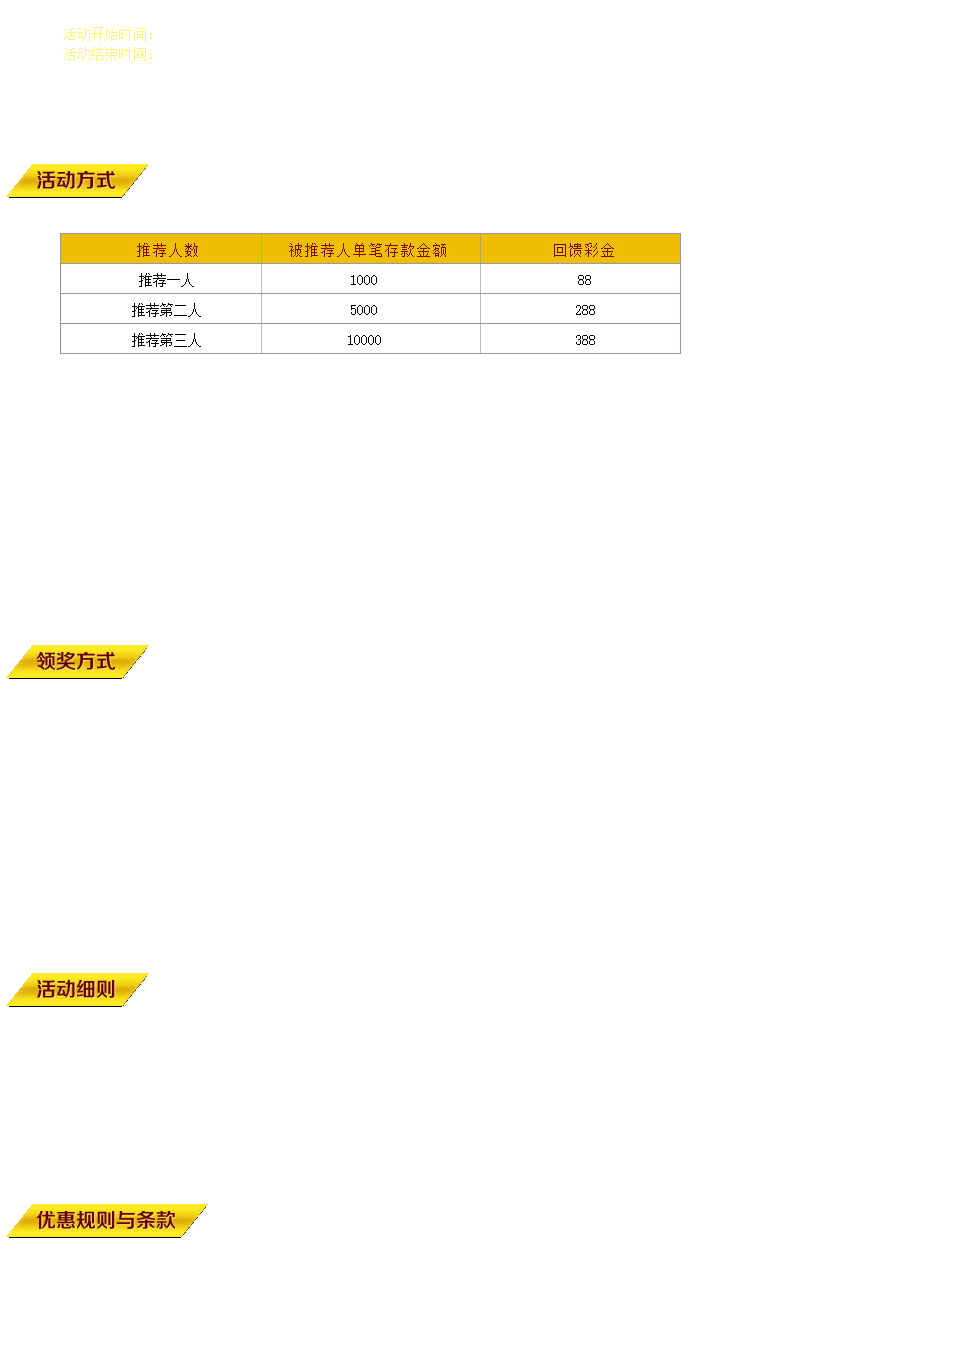 活动开始时间：
活动结束时间：
活动方式
推荐人数 被推荐人单笔存款金额 回馈彩金
推荐一人 1000 88
推荐第二人 5000 288
推荐第三人 10000 388
领奖方式
活动细则
优惠规则与条款